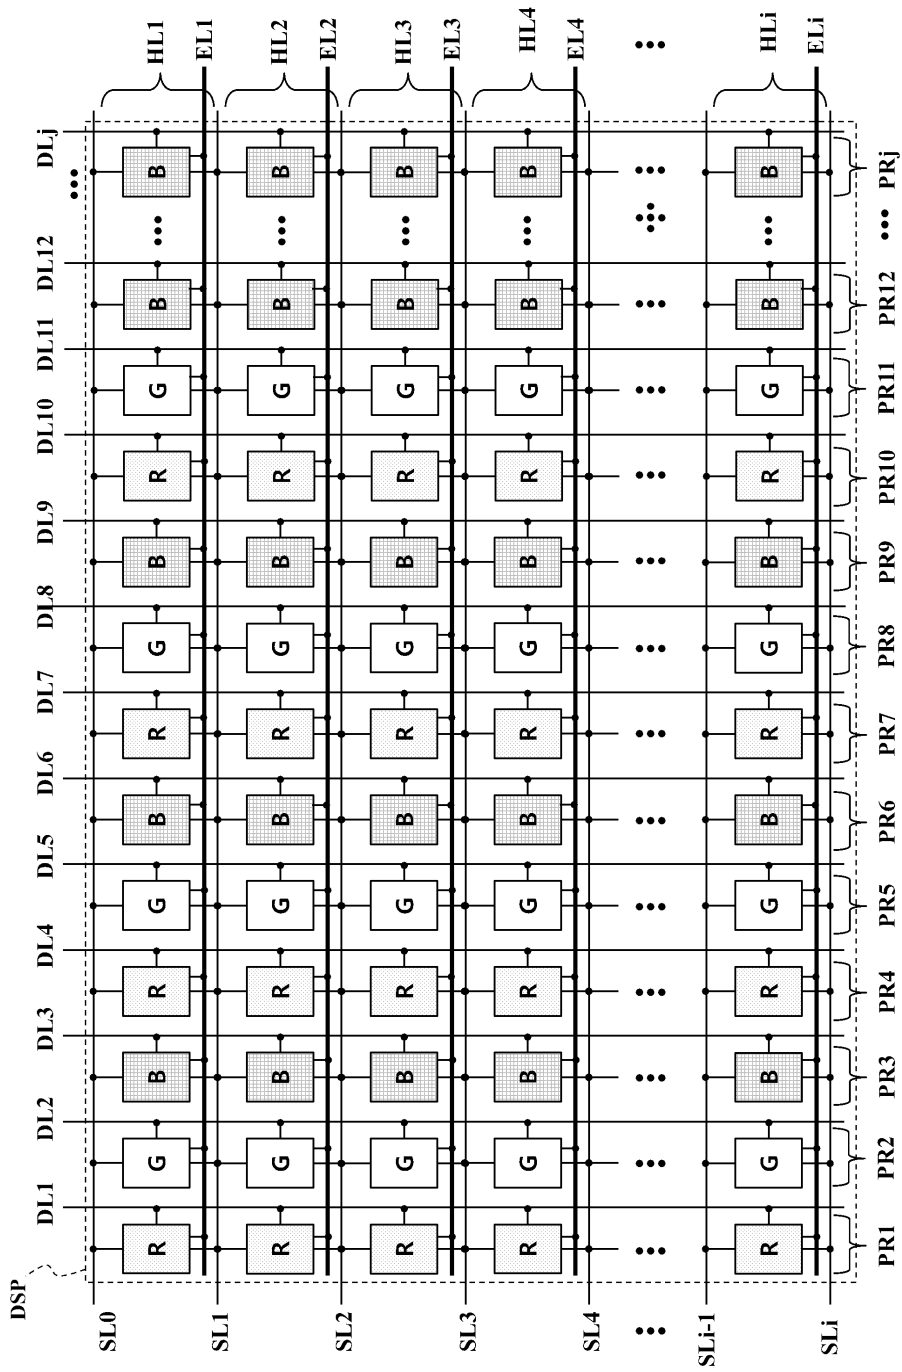 DSP
DL1 DL2 DL3 DL4 DL5 DL6 DL7 DL8 DL9 DL10 DL11 DL12 ••• DLj
SL0
R G B R G B R G B R G B ••• B HL1
EL1
SL1
R G B R G B R G B R G B ••• B HL2
EL2
SL2
R G B R G B R G B R G B ••• B HL3
EL3
SL3
R G B R G B R G B R G B ••• B HL4
EL4
SL4
SLi-1
R G B R G B R G B R G B ••• B HLi
ELi
SLi
PR1 PR2 PR3 PR4 PR5 PR6 PR7 PR8 PR9 PR10 PR11 PR12 ••• PRj